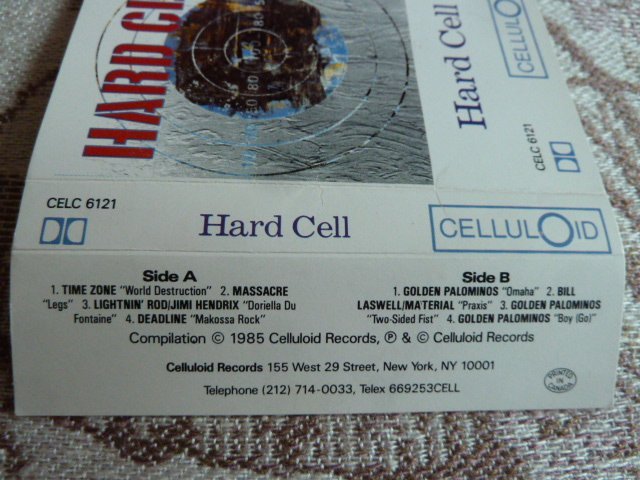 HARD CE
80 100 80
Hard Cell
CELLULOID
CELC 6121
CELC 6121
Hard Cell
CELLULOID
Side A
1. TIME ZONE "World Destruction" 2. MASSACRE
"Legs" 3. LIGHTNIN' ROD/JIMI HENDRIX "Doriella Du
Fontaine" 4. DEADLINE "Makossa Rock"
Side B
1. GOLDEN PALOMINOS "Omaha" 2. BILL
LASWELL/MATERIAL "Praxis" 3. GOLDEN PALOMINOS
"Two-Sided Fist" 4. GOLDEN PALOMINOS "Boy (Go)"
Compilation © 1985 Celluloid Records, ℗ & © Celluloid Records
Celluloid Records 155 West 29 Street, New York, NY 10001
Telephone (212) 714-0033, Telex 669253CELL
PRINTED
IN
CANADA